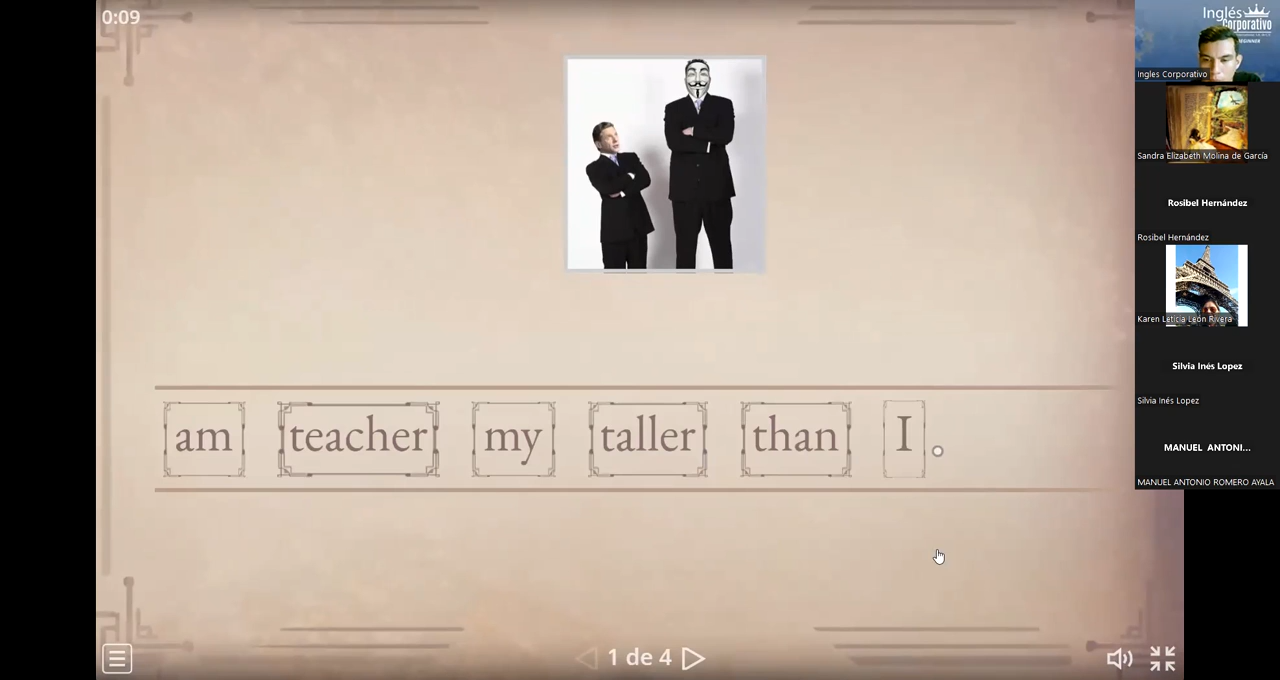 0:09
am teacher my taller than I.
1 de 4
Inglés
Corporativo
BEGINNER
Ingles Corporativo
Sandra Elizabeth Molina de García
Rosibel Hernández
Rosibel Hernández
Karen Leticia León Rivera
Silvia Inés Lopez
Silvia Inés Lopez
MANUEL ANTONI...
MANUEL ANTONIO ROMERO AYALA